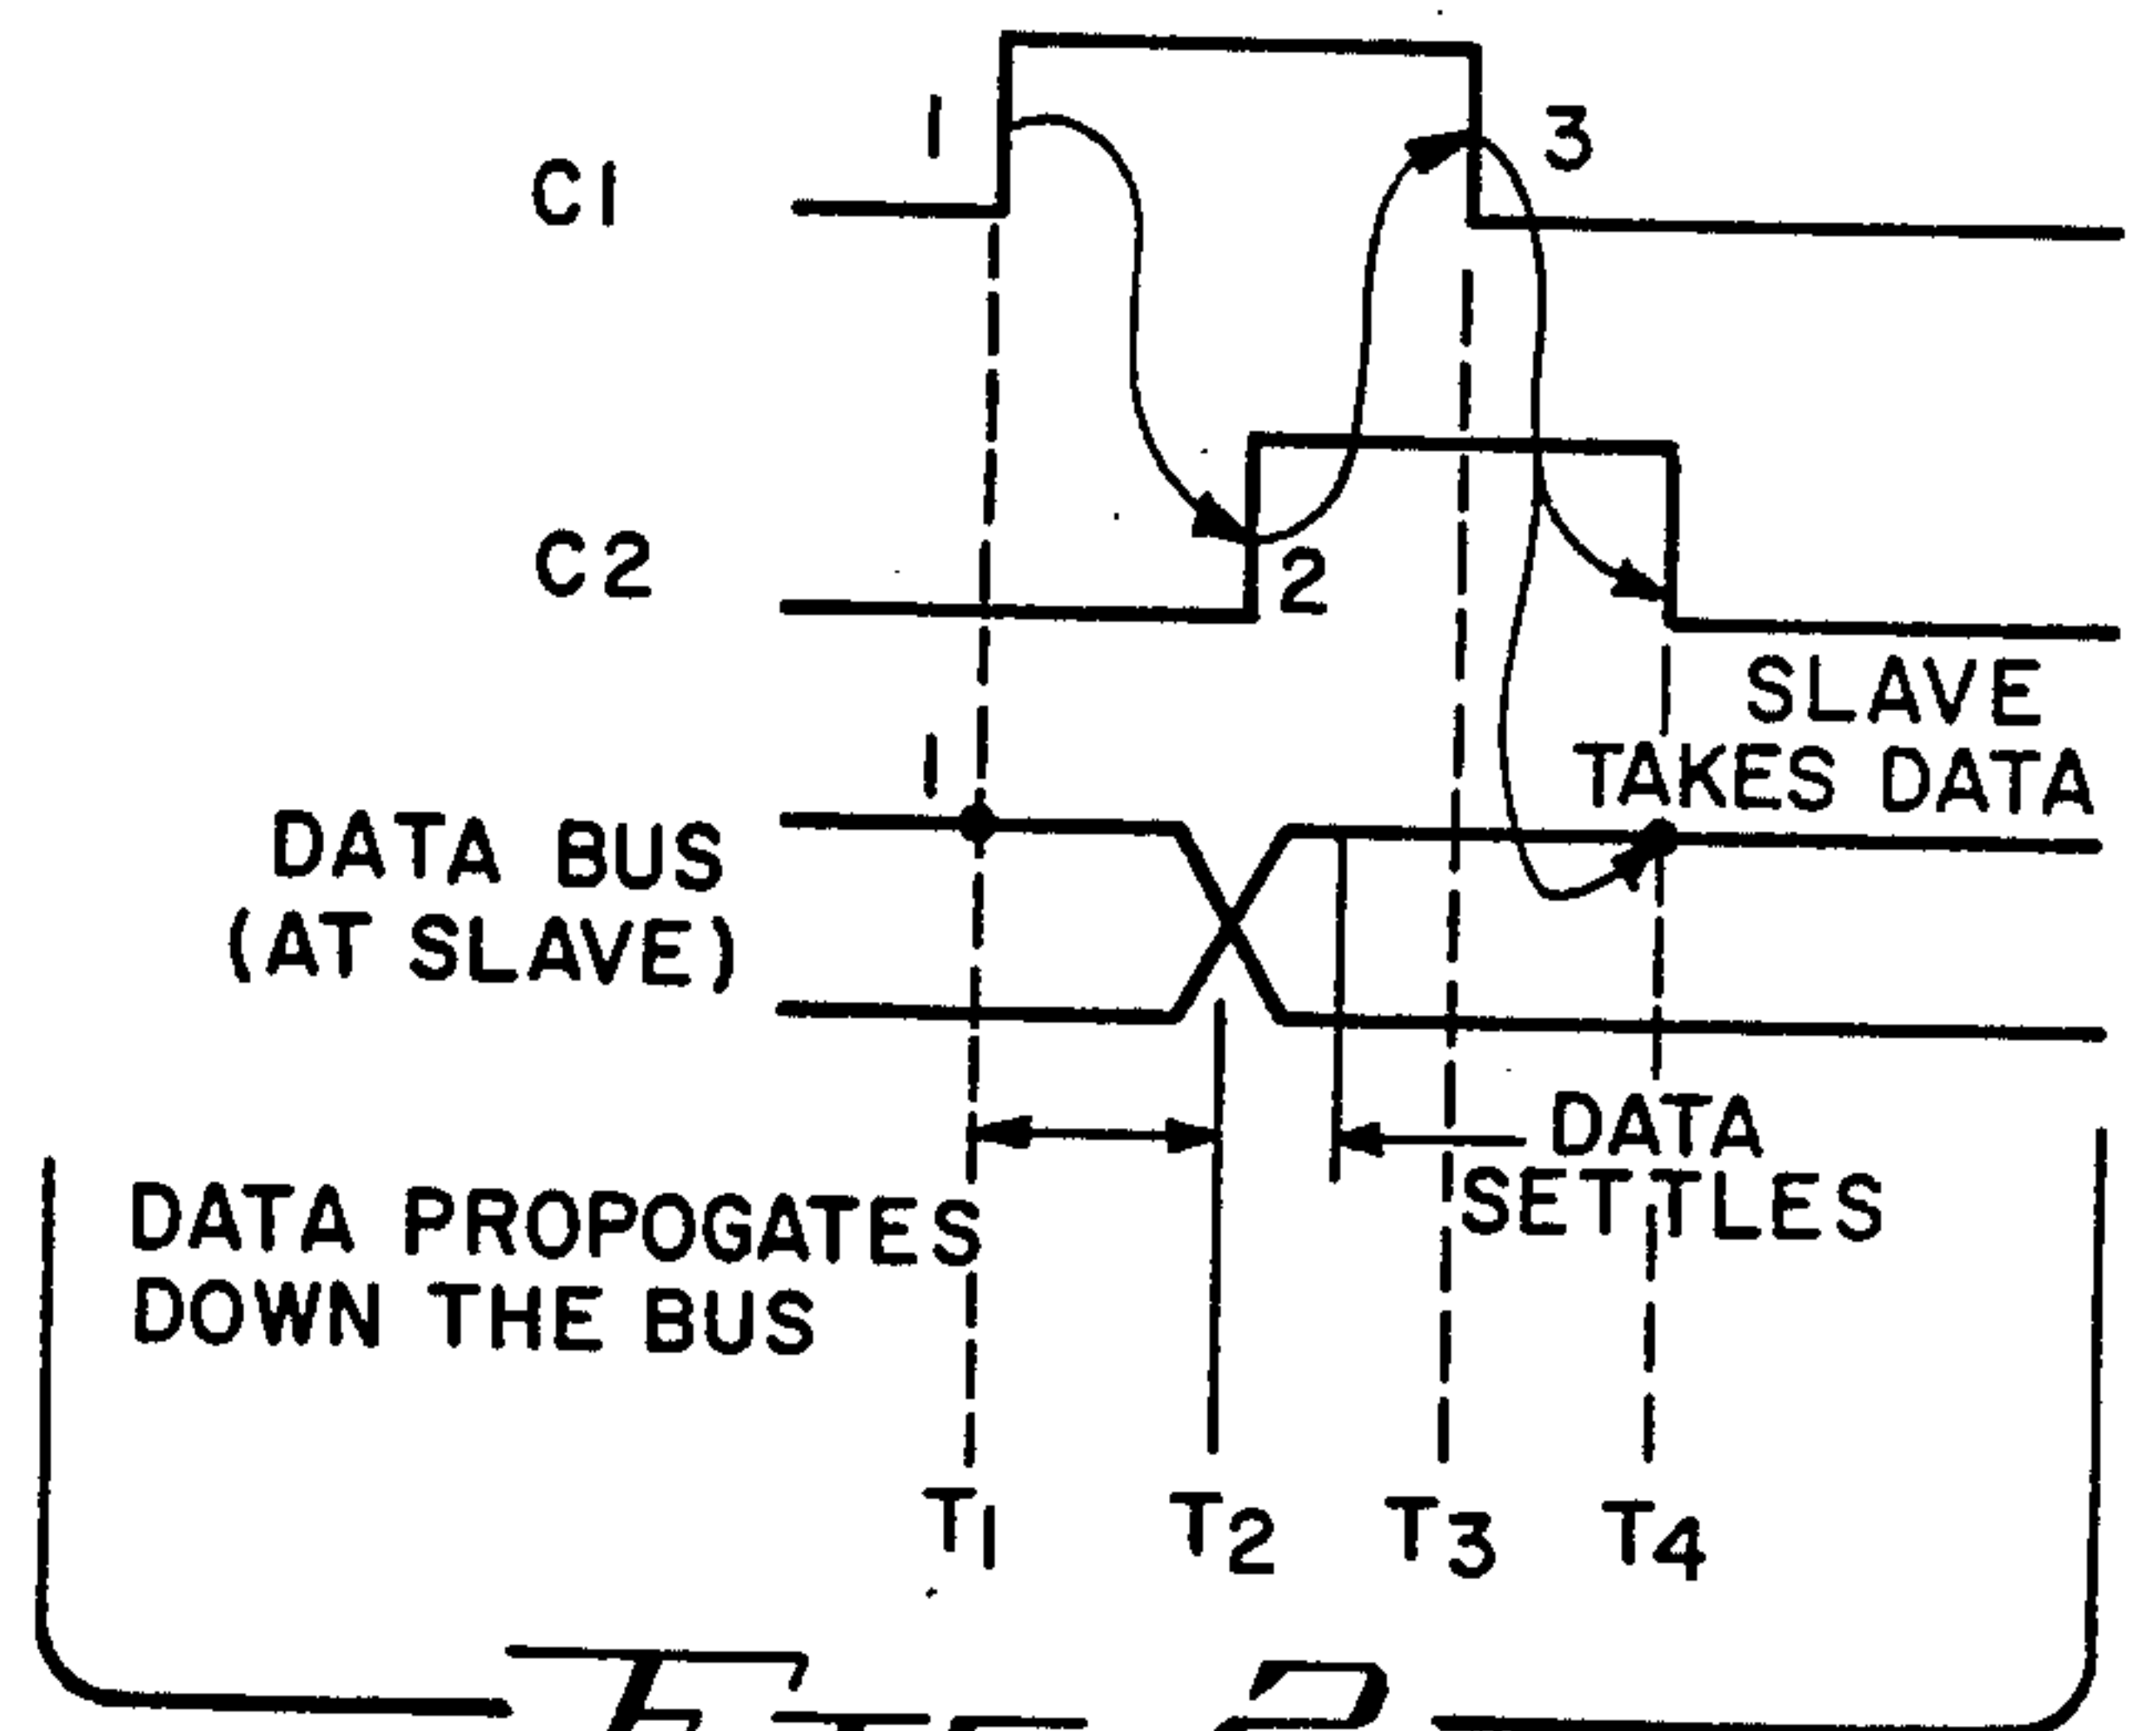 1
3
C1
C2
2
SLAVE
TAKES DATA
1
DATA BUS
(AT SLAVE)
DATA
SETTLES
DATA PROPOGATES
DOWN THE BUS
T1 T2 T3 T4